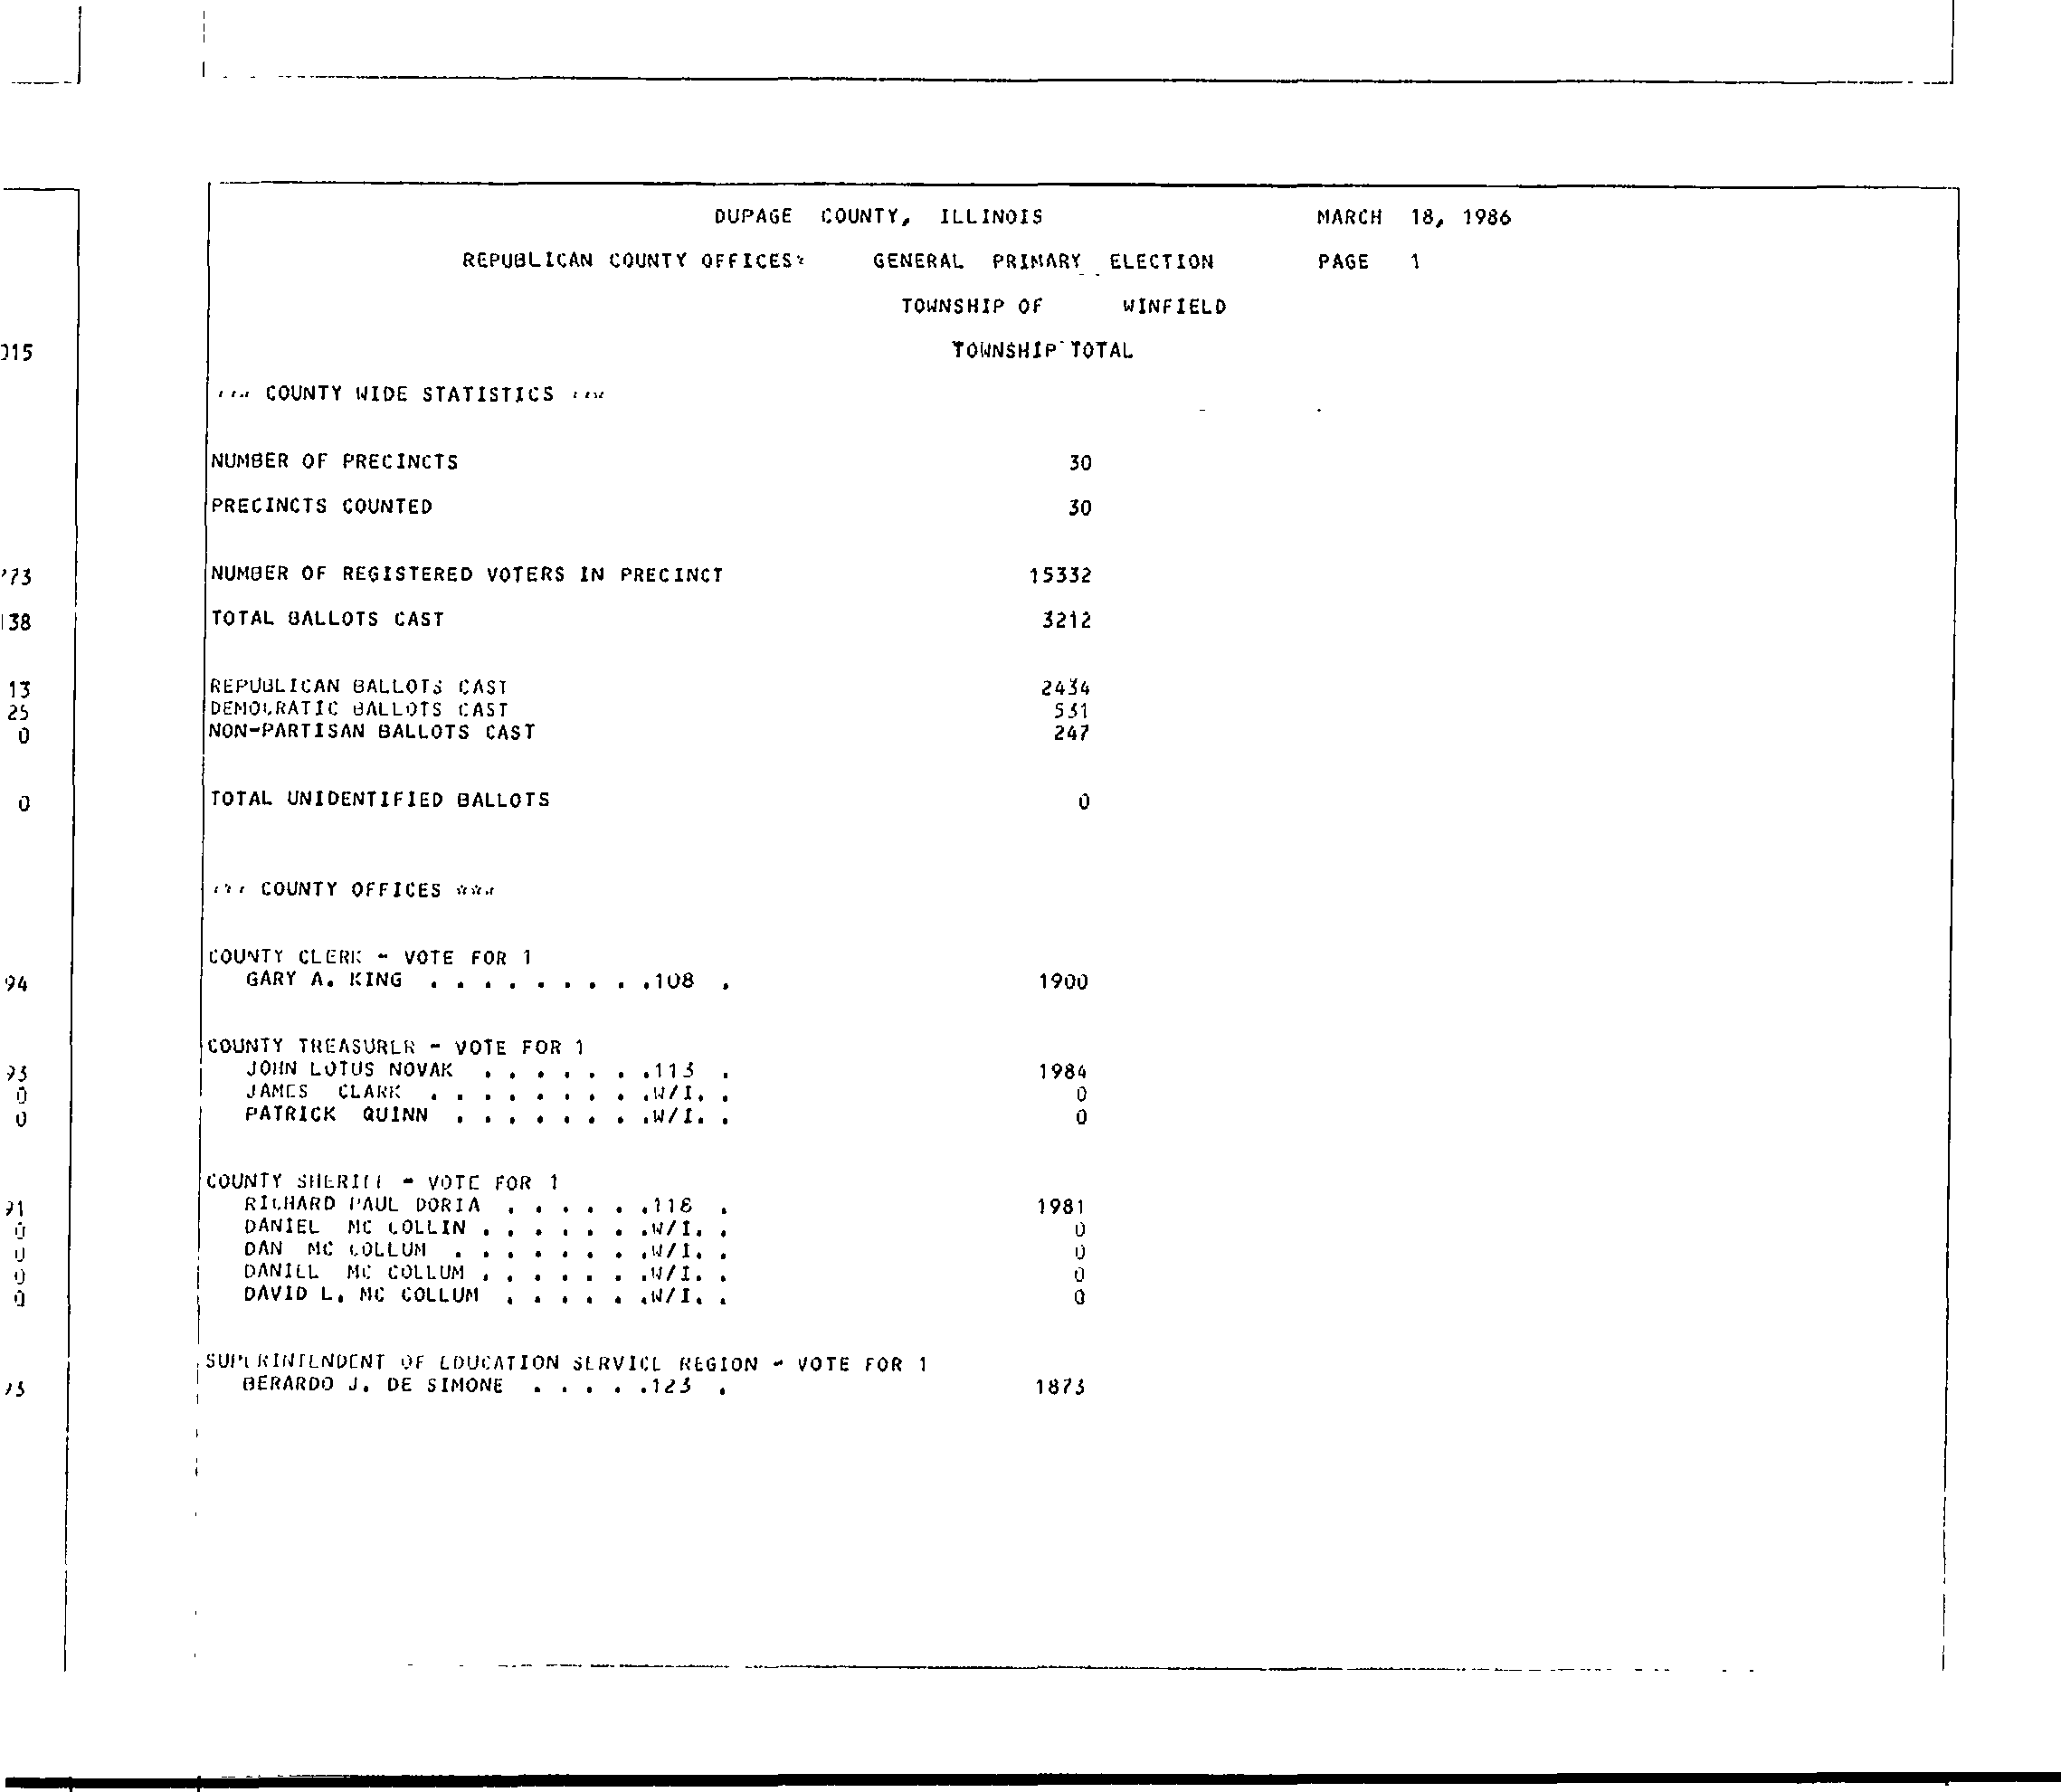 DUPAGE COUNTY, ILLINOIS MARCH 18, 1986
REPUBLICAN COUNTY OFFICES* GENERAL PRIMARY ELECTION PAGE 1
TOWNSHIP OF WINFIELD
TOWNSHIP TOTAL
*** COUNTY WIDE STATISTICS ***
NUMBER OF PRECINCTS 30
PRECINCTS COUNTED 30
NUMBER OF REGISTERED VOTERS IN PRECINCT 15332
TOTAL BALLOTS CAST 3212
REPUBLICAN BALLOTS CAST 2434
DEMOCRATIC BALLOTS CAST 531
NON-PARTISAN BALLOTS CAST 247
TOTAL UNIDENTIFIED BALLOTS 0
*** COUNTY OFFICES ***
COUNTY CLERK - VOTE FOR 1
GARY A. KING . . . . . . . . .108 . 1900
COUNTY TREASURER - VOTE FOR 1
JOHN LOTUS NOVAK . . . . . . .113 . 1984
JAMES CLARK . . . . . . . . .W/I. . 0
PATRICK QUINN . . . . . . . .W/I. . 0
COUNTY SHERIFF - VOTE FOR 1
RICHARD PAUL DORIA . . . . . .118 . 1981
DANIEL MC COLLIN . . . . . . .W/I. . 0
DAN MC COLLUM . . . . . . . .W/I. . 0
DANIEL MC COLLUM . . . . . . .W/I. . 0
DAVID L. MC COLLUM . . . . . .W/I. . 0
SUPERINTENDENT OF EDUCATION SERVICE REGION - VOTE FOR 1
BERARDO J. DE SIMONE . . . . .123 . 1873
015
773
138
13
25
0
0
94
93
0
0
91
0
0
0
0
73